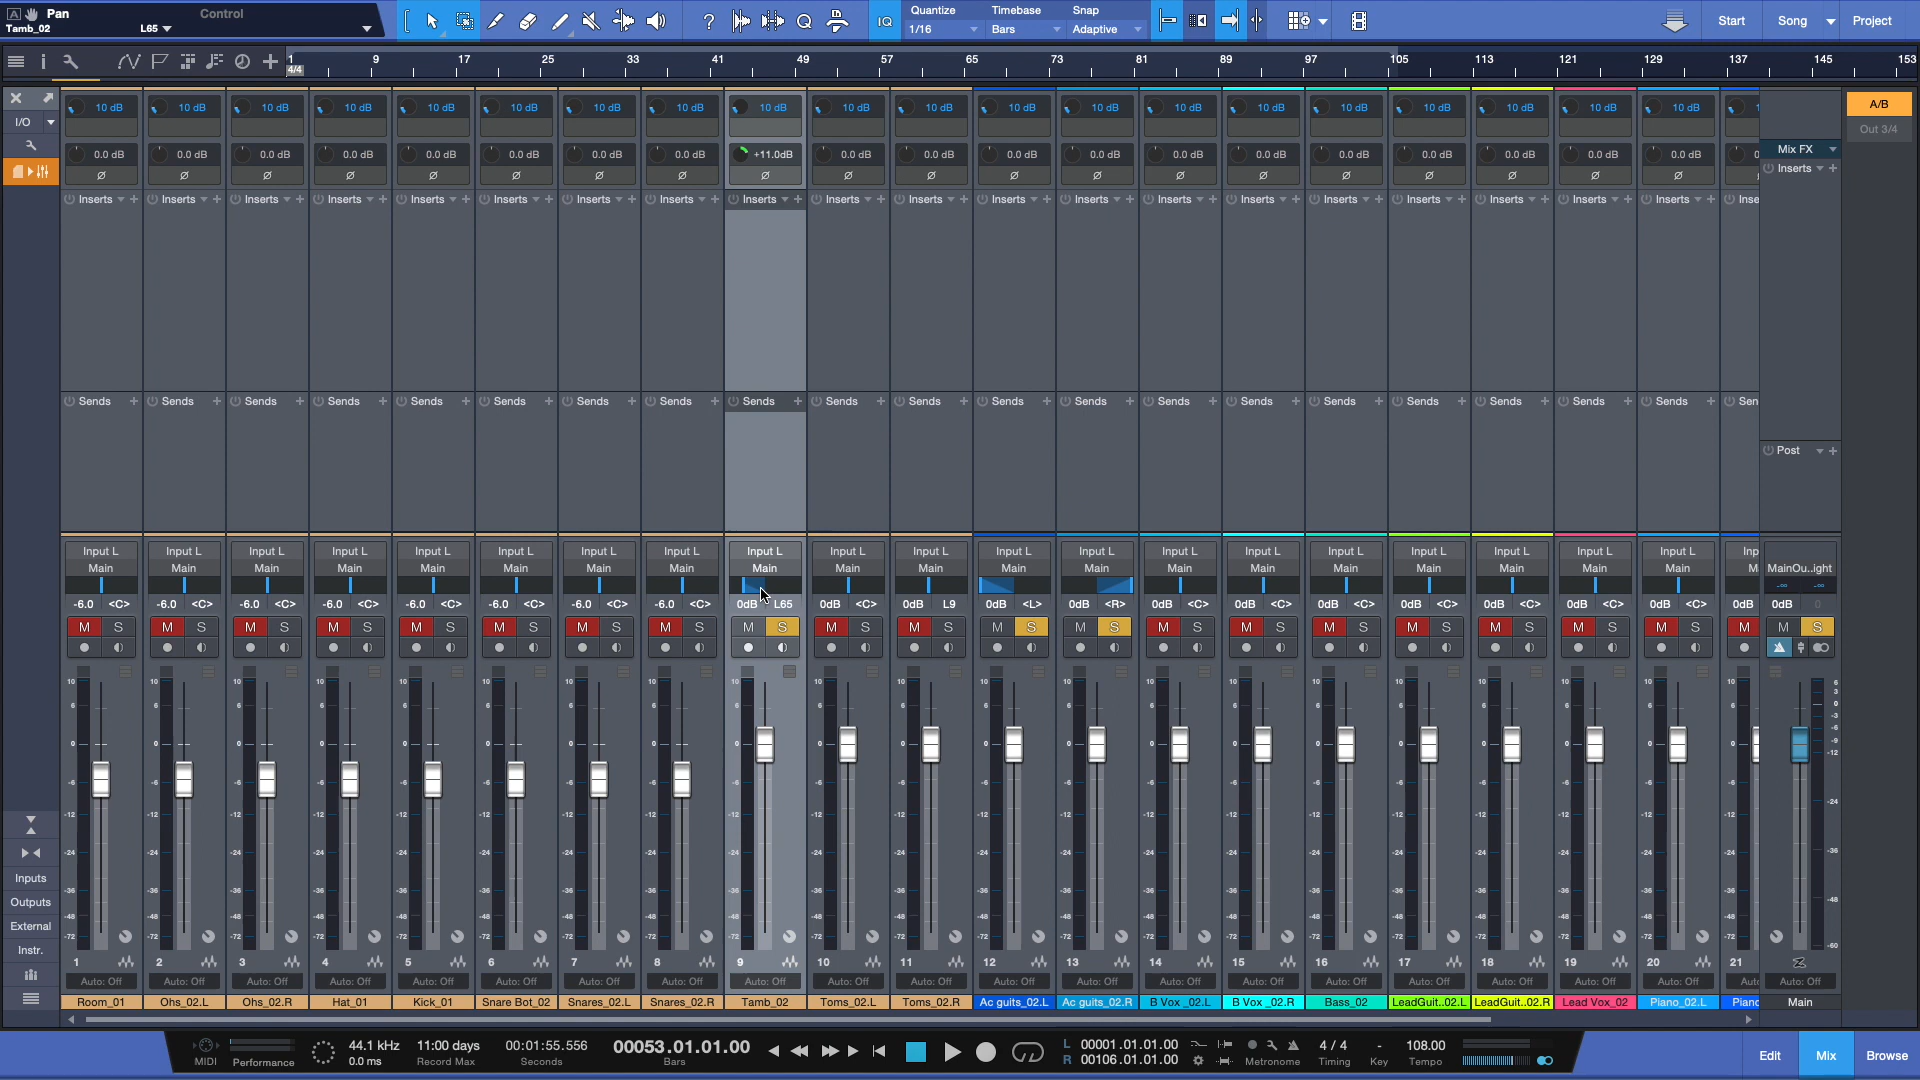 A Pan Control
Tamb_02 L65
? IQ Quantize Timebase Snap Start Song Project
1/16 Bars Adaptive
1 9 17 25 33 41 49 57 65 73 81 89 97 105 113 121 129 137 145 153
4/4
10 dB 10 dB 10 dB 10 dB 10 dB 10 dB 10 dB 10 dB 10 dB 10 dB 10 dB 10 dB 10 dB 10 dB 10 dB 10 dB 10 dB 10 dB 10 dB 10 dB A/B
I/O
Out 3/4
0.0 dB 0.0 dB 0.0 dB 0.0 dB 0.0 dB 0.0 dB 0.0 dB 0.0 dB +11.0dB 0.0 dB 0.0 dB 0.0 dB 0.0 dB 0.0 dB 0.0 dB 0.0 dB 0.0 dB 0.0 dB 0.0 dB 0.0 dB Mix FX
Inserts
Inserts Inserts Inserts Inserts Inserts Inserts Inserts Inserts Inserts Inserts Inserts Inserts Inserts Inserts Inserts Inserts Inserts Inserts Inserts Inserts Inse
Sends Sends Sends Sends Sends Sends Sends Sends Sends Sends Sends Sends Sends Sends Sends Sends Sends Sends Sends Sends Sen
Post
Input L Input L Input L Input L Input L Input L Input L Input L Input L Input L Input L Input L Input L Input L Input L Input L Input L Input L Input L Input L Inp
Main Main Main Main Main Main Main Main Main Main Main Main Main Main Main Main Main Main Main Main M MainOu..ight
-6.0 <C> -6.0 <C> -6.0 <C> -6.0 <C> -6.0 <C> -6.0 <C> -6.0 <C> -6.0 <C> 0dB L65 0dB <C> 0dB L9 0dB <L> 0dB <R> 0dB <C> 0dB <C> 0dB <C> 0dB <C> 0dB <C> 0dB <C> 0dB <C> 0dB 0dB 0
M S M S M S M S M S M S M S M S M S M S M S M S M S M S M S M S M S M S M S M S M M S
Inputs
Outputs
External
Instr.
1 2 3 4 5 6 7 8 9 10 11 12 13 14 15 16 17 18 19 20 21
Auto: Off Auto: Off Auto: Off Auto: Off Auto: Off Auto: Off Auto: Off Auto: Off Auto: Off Auto: Off Auto: Off Auto: Off Auto: Off Auto: Off Auto: Off Auto: Off Auto: Off Auto: Off Auto: Off Auto: Off Auto: Auto: Off
Room_01 Ohs_02.L Ohs_02.R Hat_01 Kick_01 Snare Bot_02 Snares_02.L Snares_02.R Tamb_02 Toms_02.L Toms_02.R Ac guits_02.L Ac guits_02.R B Vox _02.L B Vox _02.R Bass_02 LeadGuit..02.L LeadGuit..02.R Lead Vox_02 Piano_02.L Piano Main
44.1 kHz 11:00 days 00:01:55.556 00053.01.01.00 L 00001.01.01.00 4 / 4 - 108.00
MIDI Performance 0.0 ms Record Max Seconds Bars R 00106.01.01.00 Metronome Timing Key Tempo
Edit Mix Browse